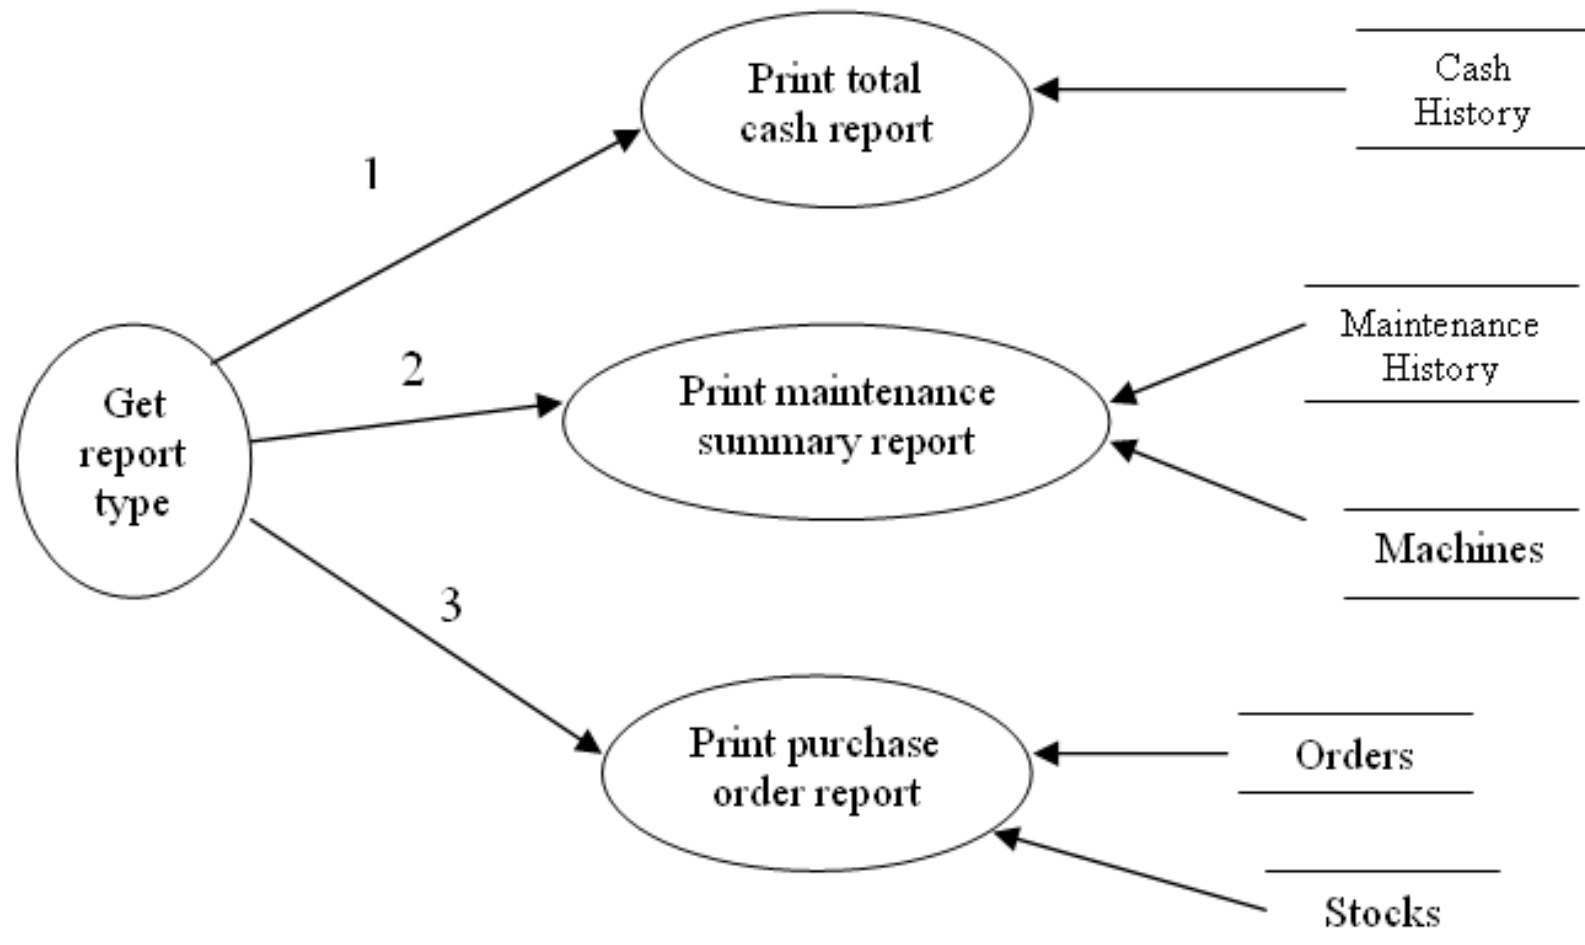 Print total
cash report
Cash
History
1
Get
report
type
2
Print maintenance
summary report
Maintenance
History
Machines
3
Print purchase
order report
Orders
Stocks